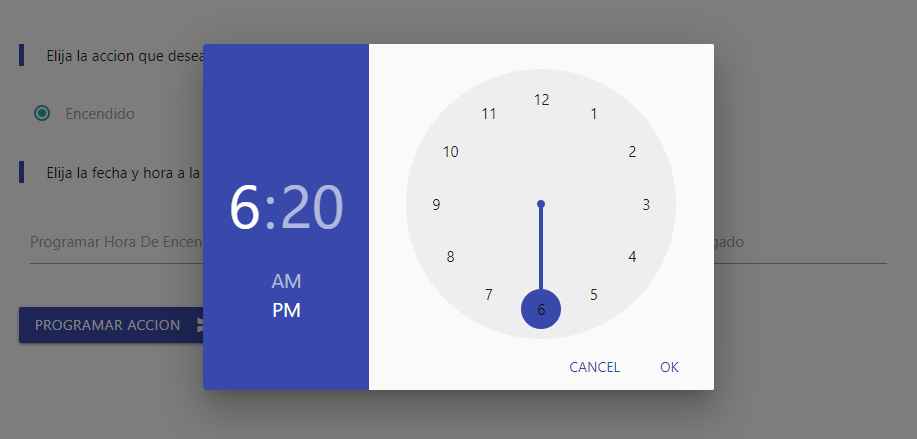 Elija la accion que desea
Encendido
Elija la fecha y hora a la
Programar Hora De Encen
gado
PROGRAMAR ACCION
6:20
AM
PM
12
11
1
10
2
9
3
8
4
7
5
6
CANCEL
OK